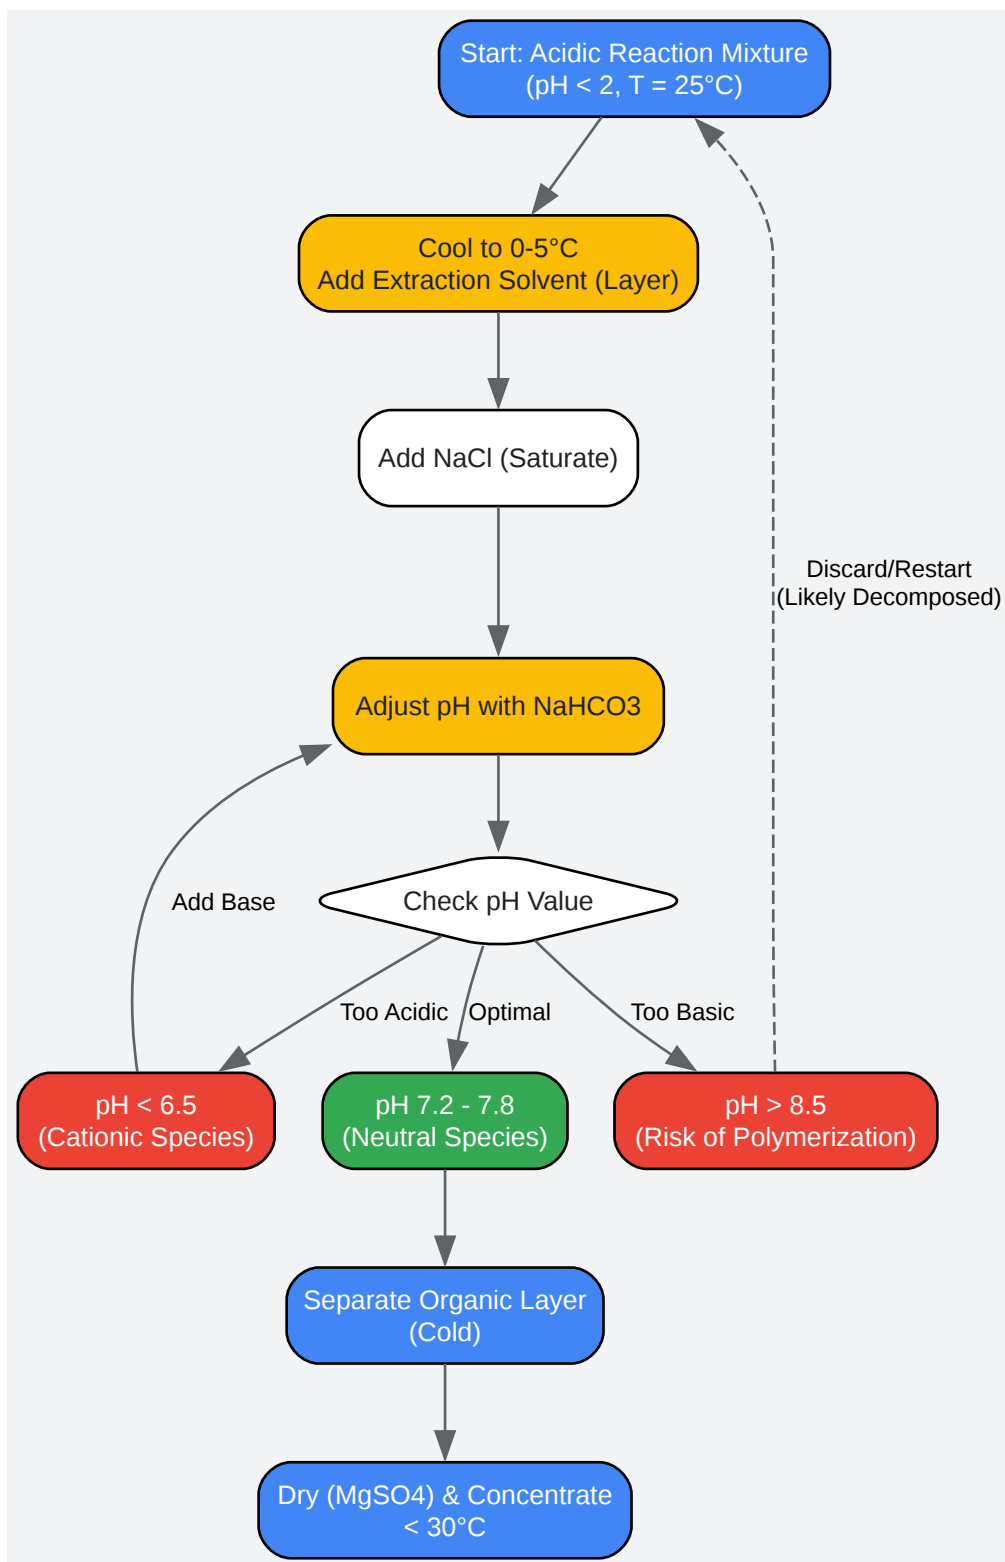 Start: Acidic Reaction Mixture
(pH < 2, T = 25°C)
Cool to 0-5°C
Add Extraction Solvent (Layer)
Add NaCl (Saturate)
Discard/Restart
(Likely Decomposed)
Adjust pH with NaHCO3
Add Base
Check pH Value
Too Acidic
Optimal
Too Basic
pH < 6.5
(Cationic Species)
pH 7.2 - 7.8
(Neutral Species)
pH > 8.5
(Risk of Polymerization)
Separate Organic Layer
(Cold)
Dry (MgSO4) & Concentrate
< 30°C